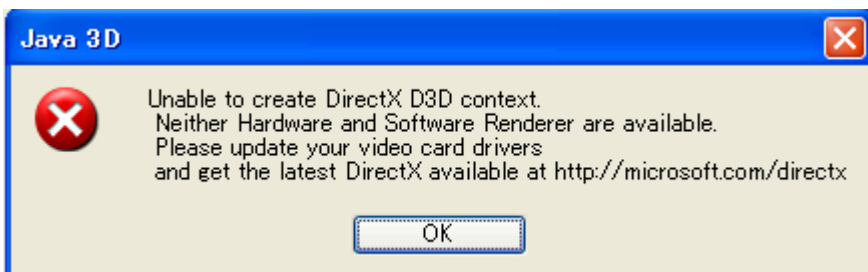 Java 3D
Unable to create DirectX D3D context.
Neither Hardware and Software Renderer are available.
Please update your video card drivers
and get the latest DirectX available at http://microsoft.com/directx
OK